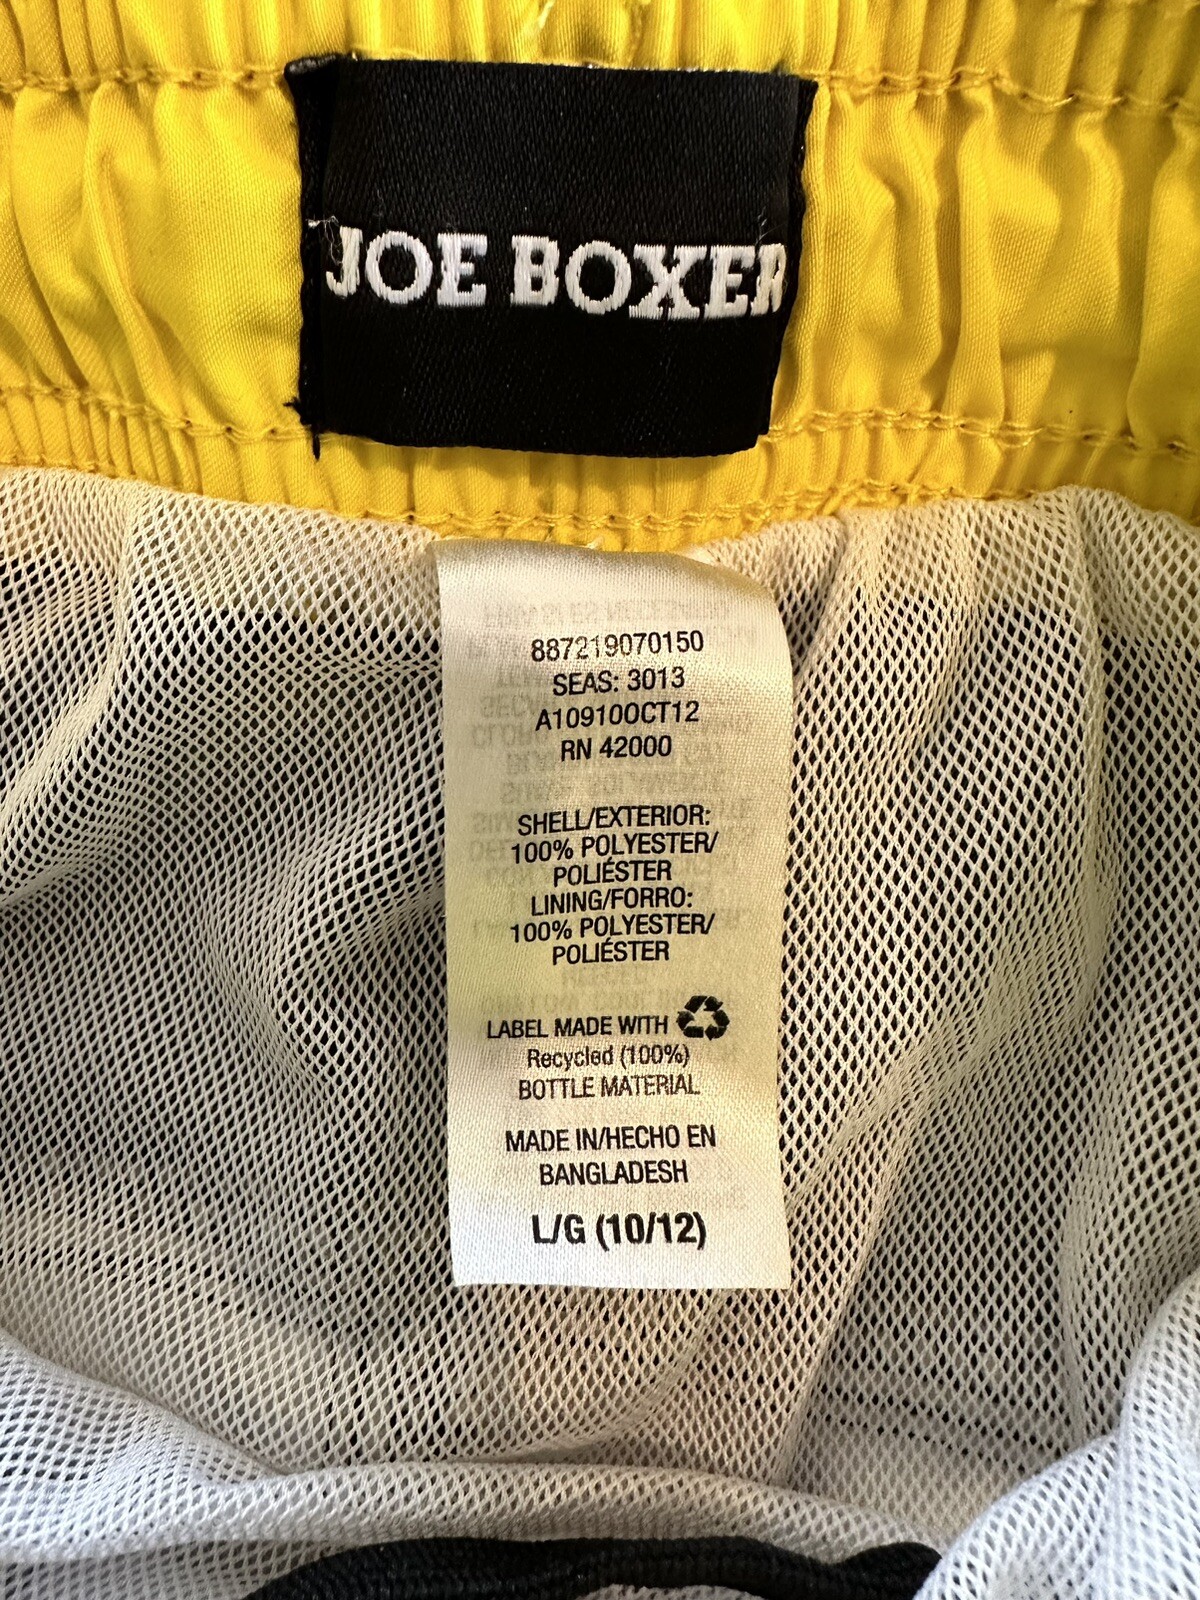 JOE BOXER
887219070150
SEAS: 3013
A10910OCT12
RN 42000
SHELL/EXTERIOR:
100% POLYESTER/
POLIÉSTER
LINING/FORRO:
100% POLYESTER/
POLIÉSTER
LABEL MADE WITH
Recycled (100%)
BOTTLE MATERIAL
MADE IN/HECHO EN
BANGLADESH
L/G (10/12)